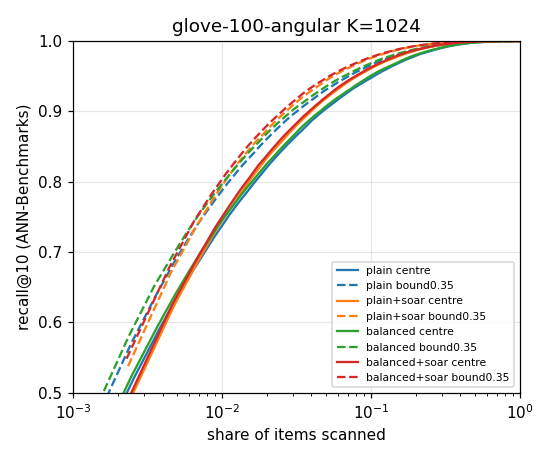 glove-100-angular K=1024
1.0
0.9
0.8
0.7
0.6
0.5
recall@10 (ANN-Benchmarks)
plain centre
plain bound0.35
plain+soar centre
plain+soar bound0.35
balanced centre
balanced bound0.35
balanced+soar centre
balanced+soar bound0.35
10⁻³ 10⁻² 10⁻¹ 10⁰
share of items scanned